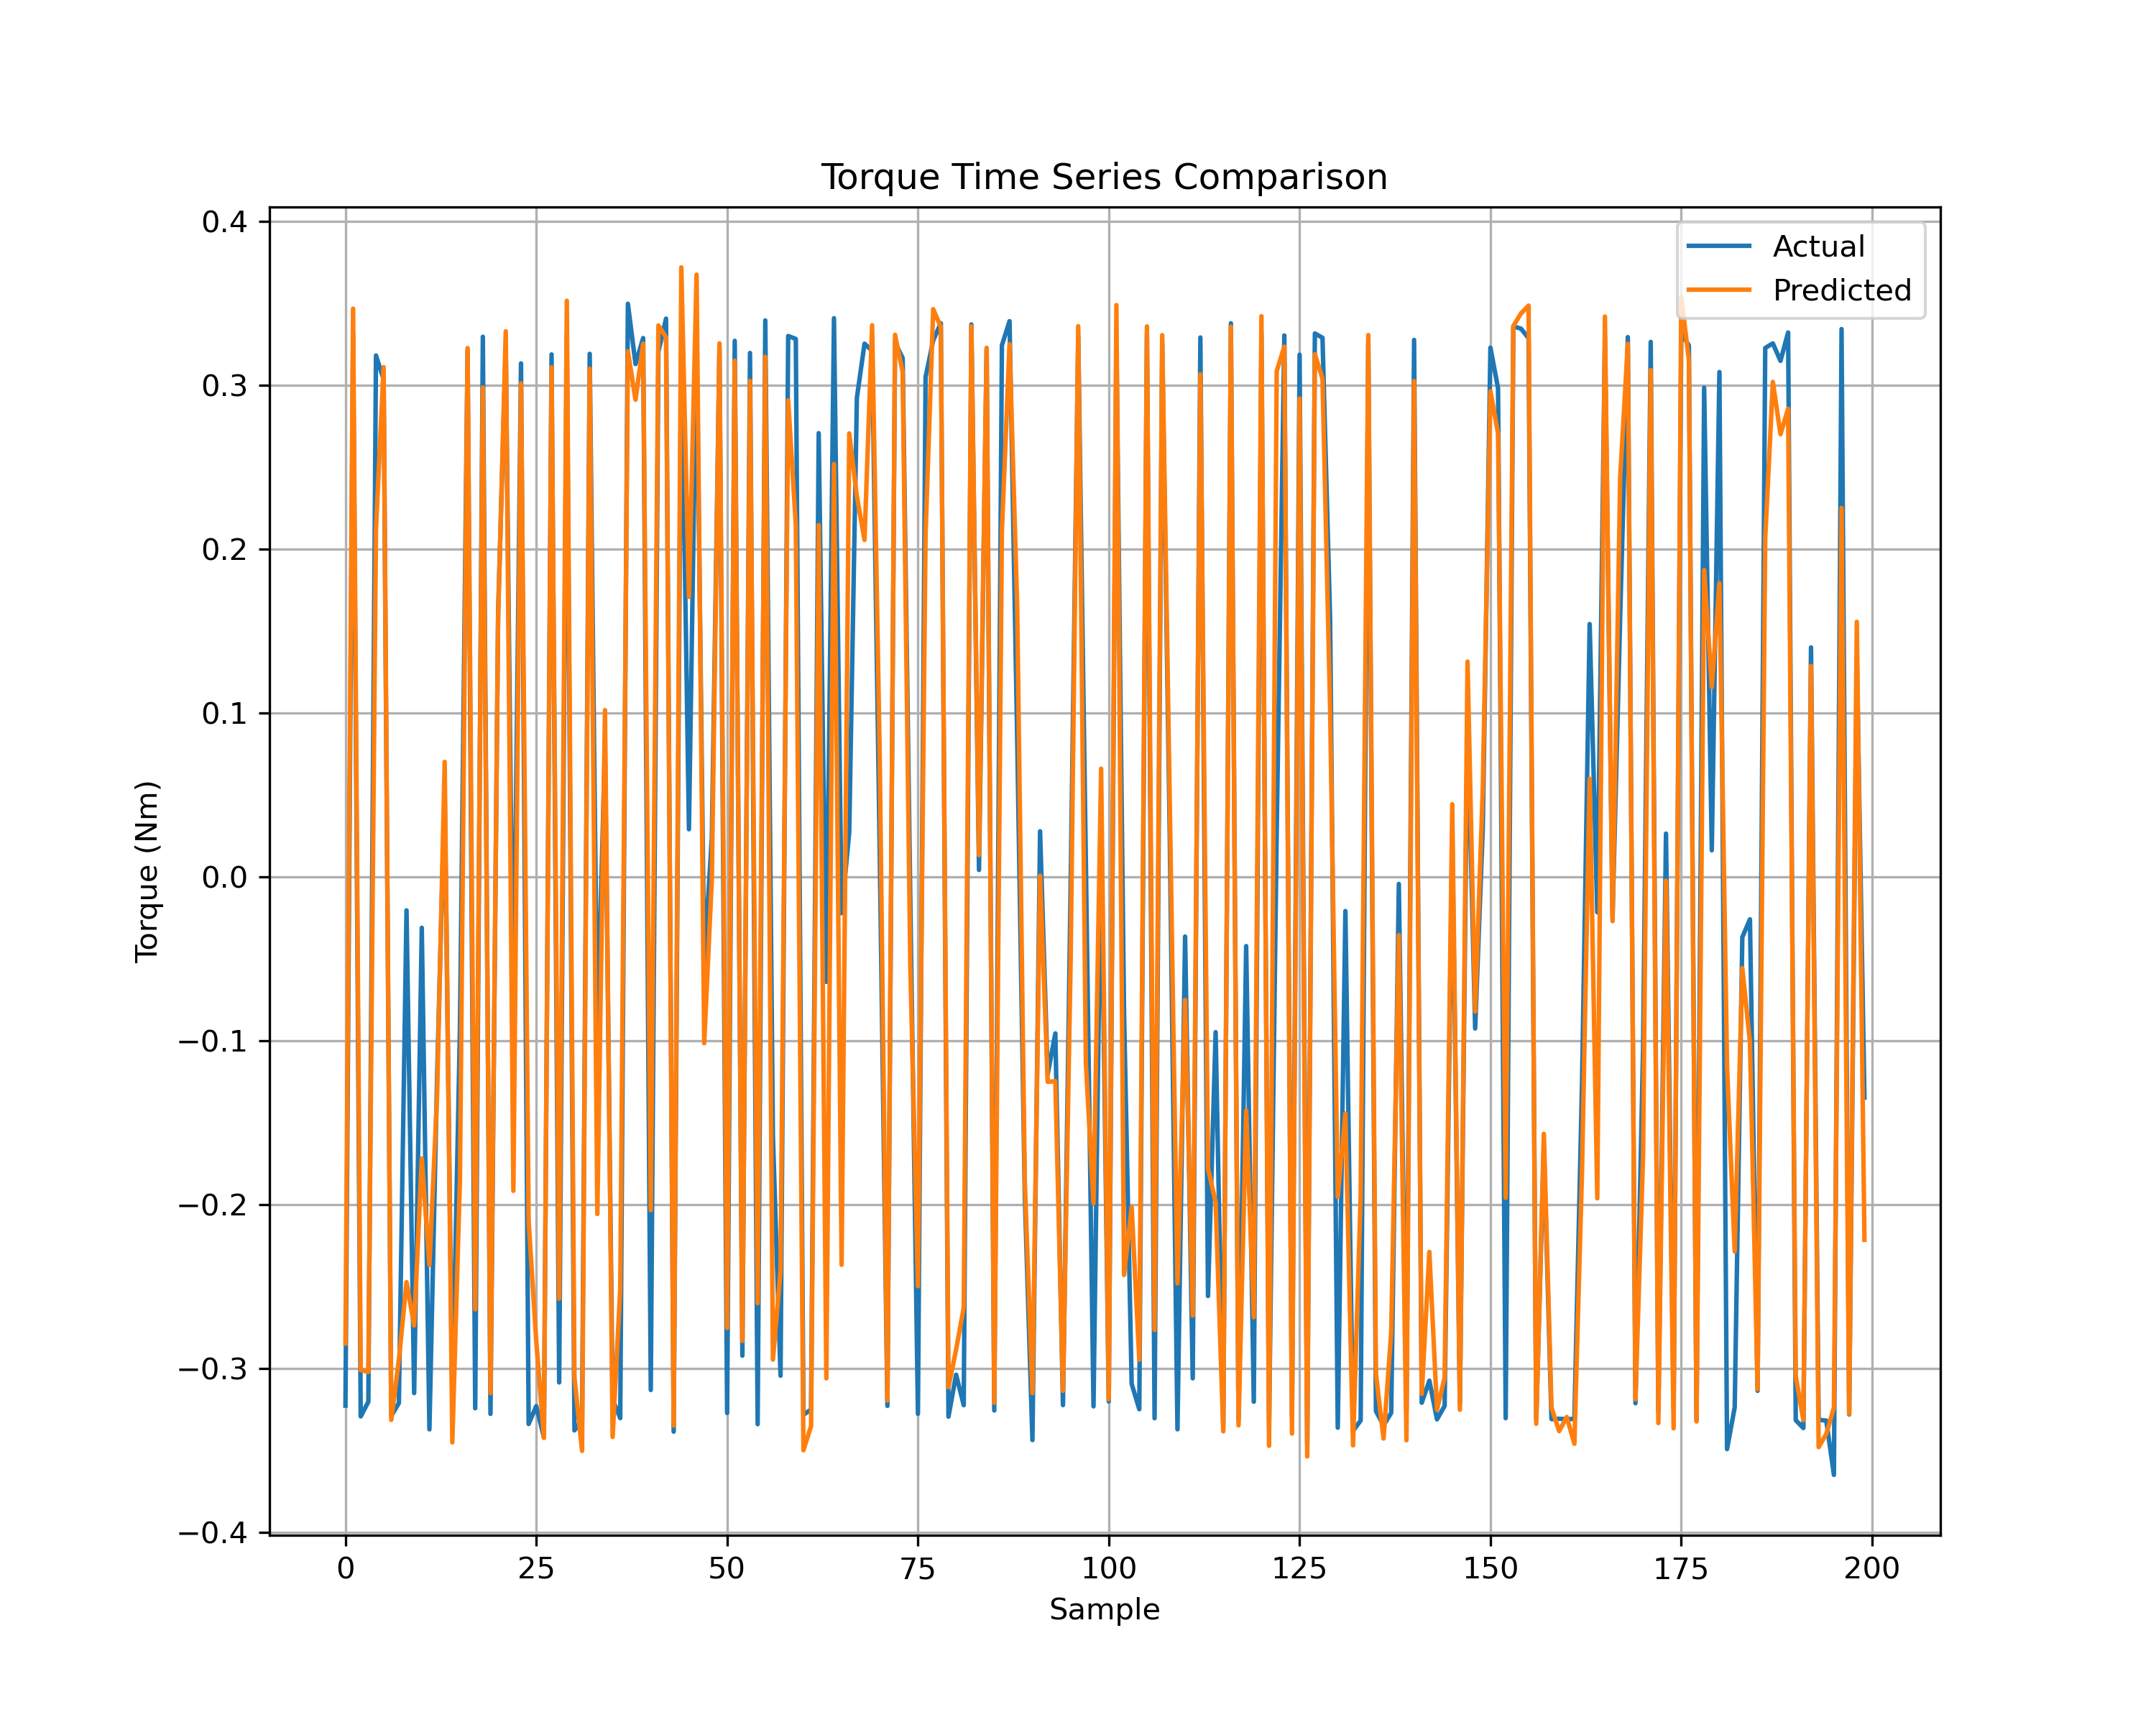 Torque Time Series Comparison
Actual
Predicted
Torque (Nm)
0.4
0.3
0.2
0.1
0.0
−0.1
−0.2
−0.3
−0.4
0 25 50 75 100 125 150 175 200
Sample